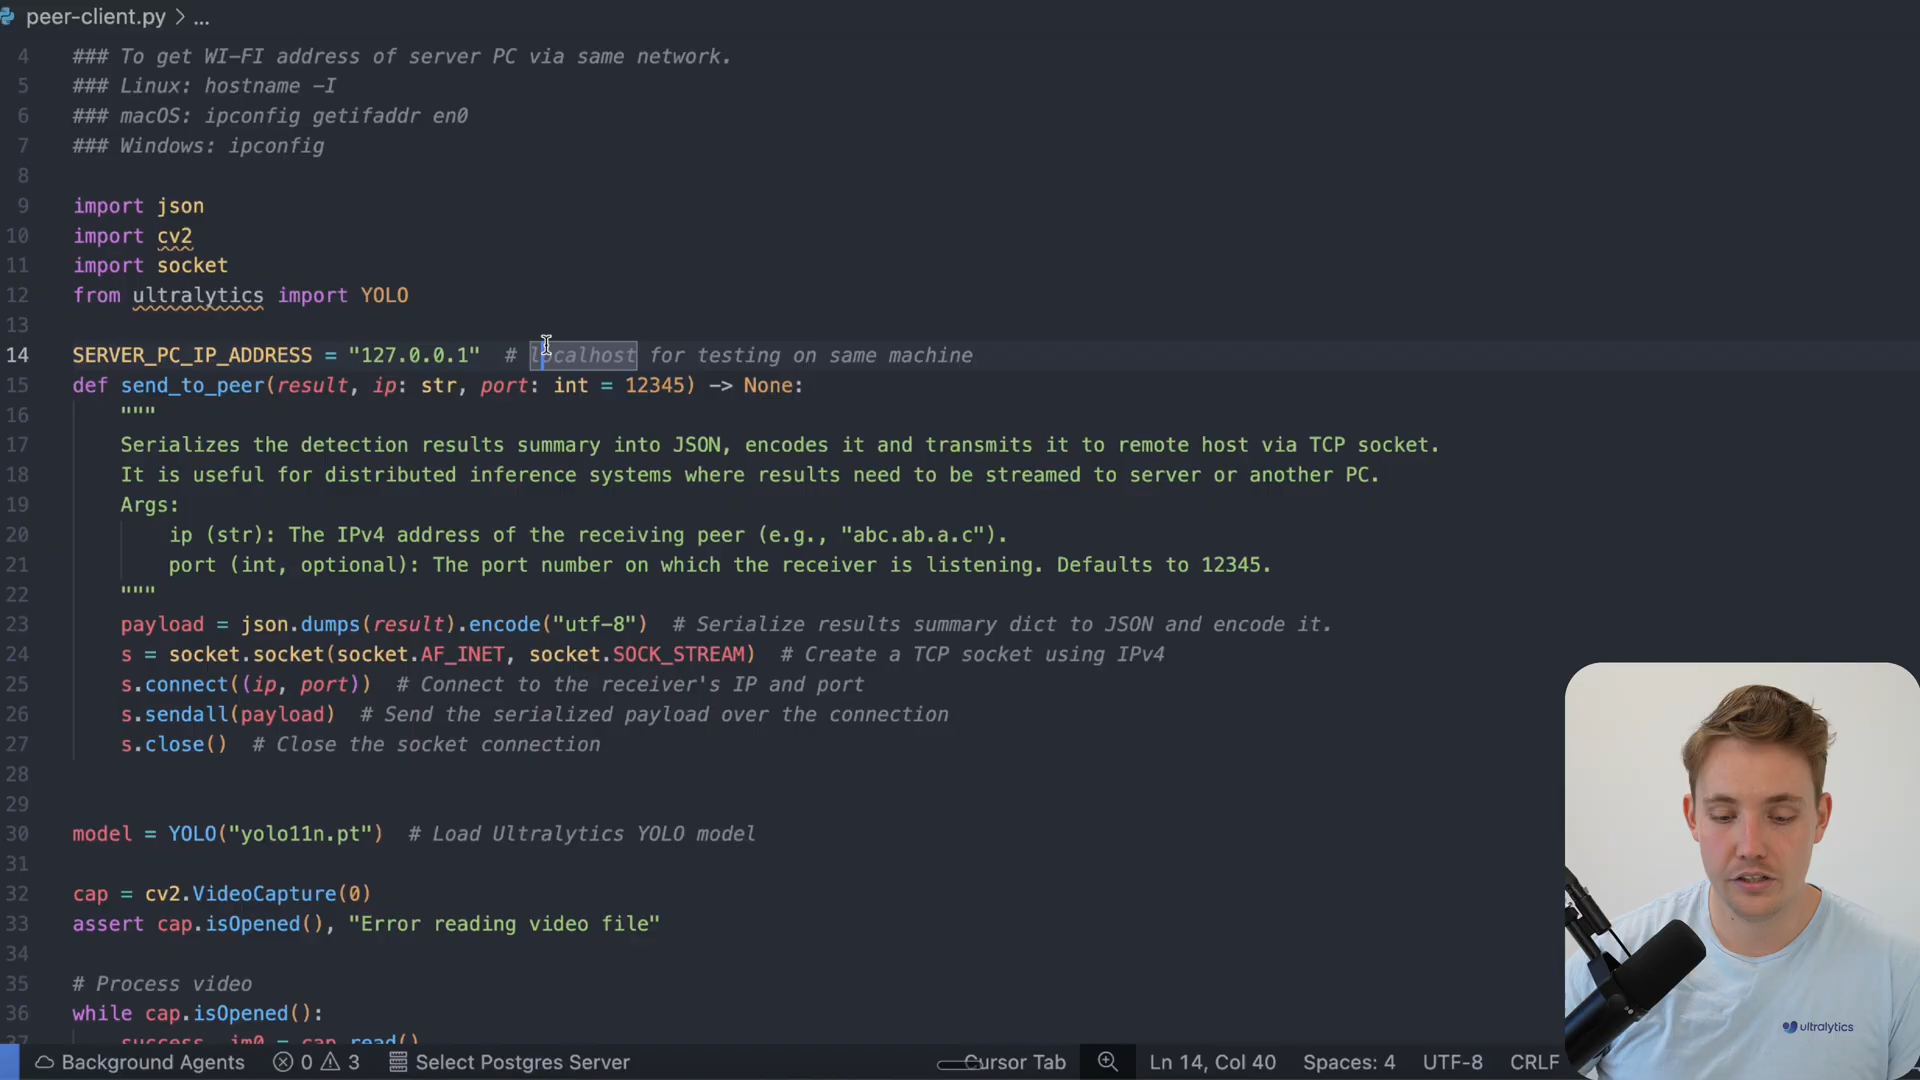 peer-client.py > ...
4 ### To get WI-FI address of server PC via same network.
5 ### Linux: hostname -I
6 ### macOS: ipconfig getifaddr en0
7 ### Windows: ipconfig
8
9 import json
10 import cv2
11 import socket
12 from ultralytics import YOLO
13
14 SERVER_PC_IP_ADDRESS = "127.0.0.1"  # localhost for testing on same machine
15 def send_to_peer(result, ip: str, port: int = 12345) -> None:
16     """
17     Serializes the detection results summary into JSON, encodes it and transmits it to remote host via TCP socket.
18     It is useful for distributed inference systems where results need to be streamed to server or another PC.
19     Args:
20         ip (str): The IPv4 address of the receiving peer (e.g., "abc.ab.a.c").
21         port (int, optional): The port number on which the receiver is listening. Defaults to 12345.
22     """
23     payload = json.dumps(result).encode("utf-8")  # Serialize results summary dict to JSON and encode it.
24     s = socket.socket(socket.AF_INET, socket.SOCK_STREAM)  # Create a TCP socket using IPv4
25     s.connect((ip, port))  # Connect to the receiver's IP and port
26     s.sendall(payload)  # Send the serialized payload over the connection
27     s.close()  # Close the socket connection
28
29
30 model = YOLO("yolo11n.pt")  # Load Ultralytics YOLO model
31
32 cap = cv2.VideoCapture(0)
33 assert cap.isOpened(), "Error reading video file"
34
35 # Process video
36 while cap.isOpened():
37     success, im0 = cap.read()
ultralytics
Background Agents 0 3 Select Postgres Server Cursor Tab Ln 14, Col 40 Spaces: 4 UTF-8 CRLF